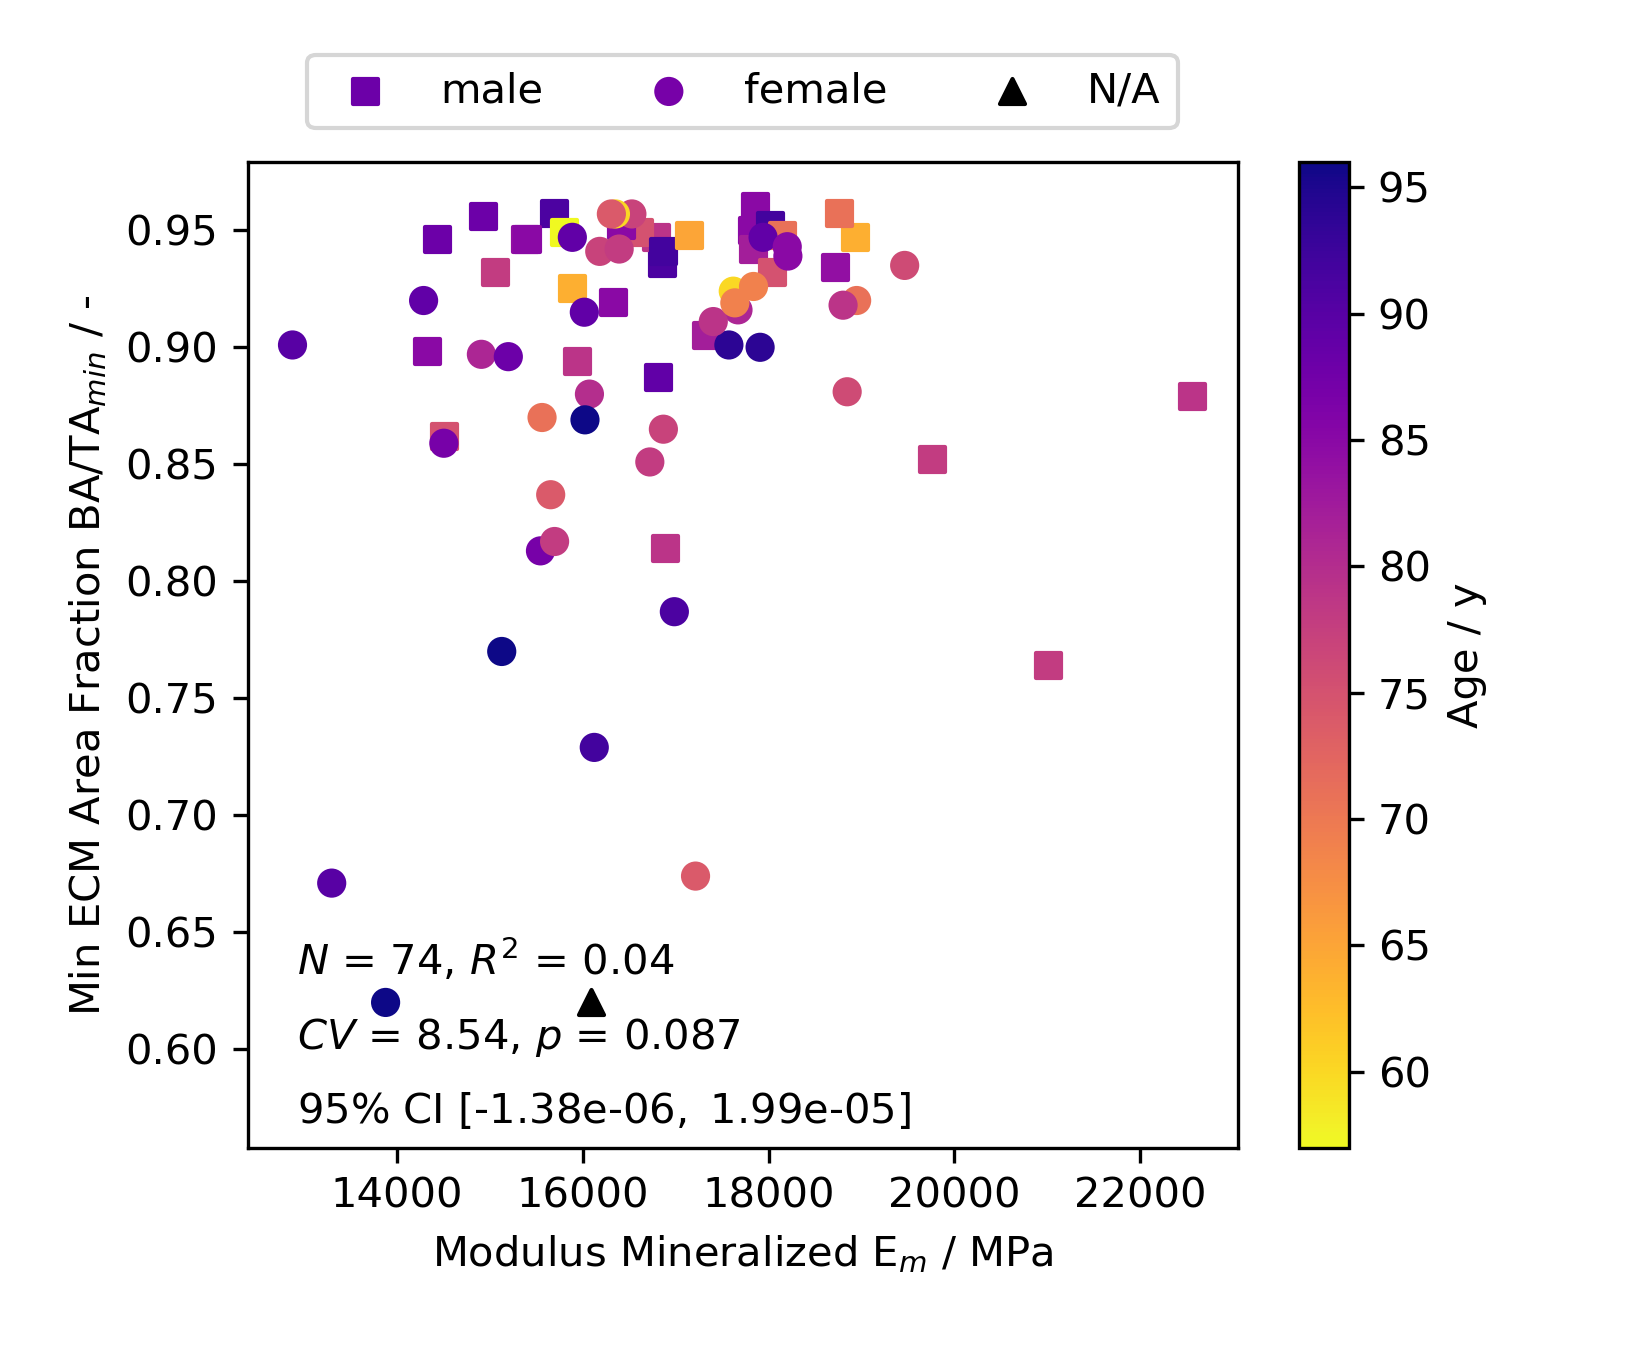 male female N/A
Min ECM Area Fraction BA/TA_min / -
0.95
0.90
0.85
0.80
0.75
0.70
0.65
0.60
N = 74, R² = 0.04
CV = 8.54, p = 0.087
95% CI [-1.38e-06, 1.99e-05]
14000 16000 18000 20000 22000
Modulus Mineralized E_m / MPa
95
90
85
80
75
70
65
60
Age / y